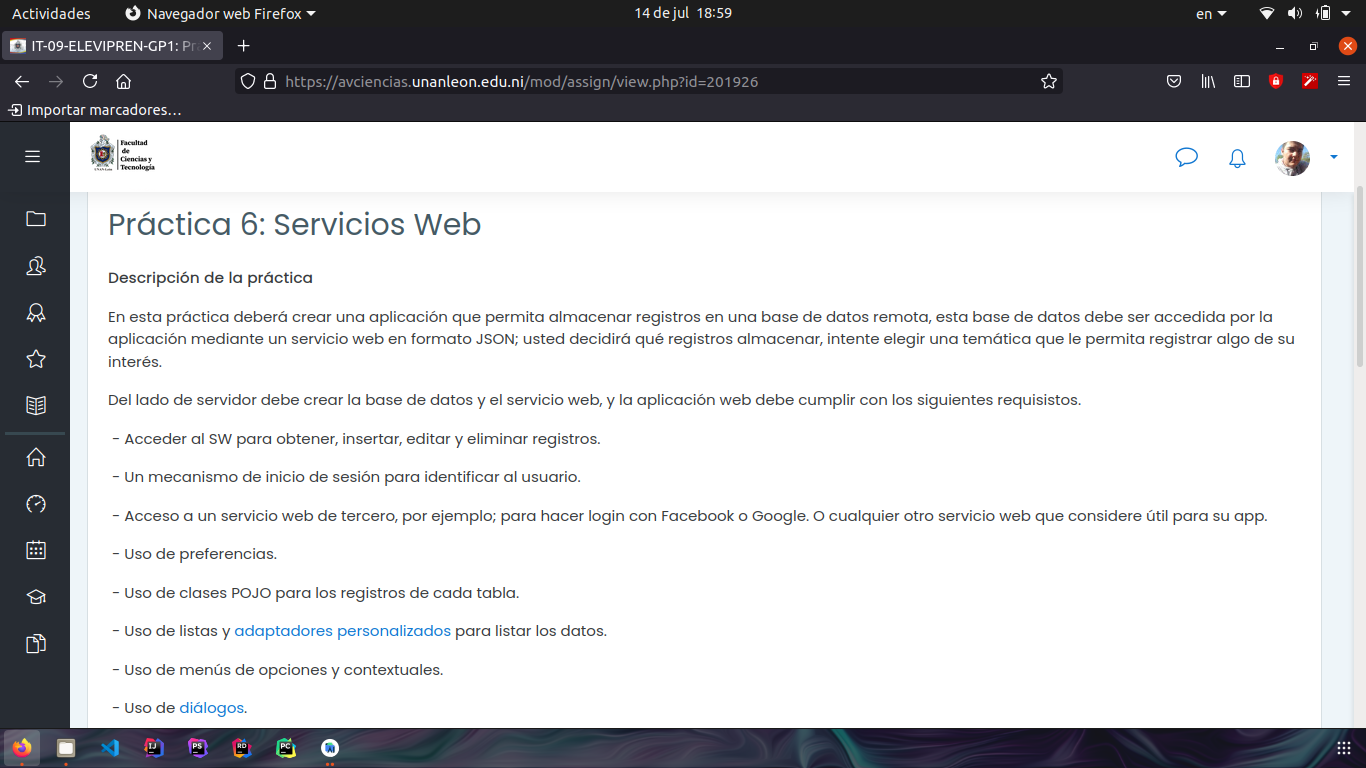 Actividades
Navegador web Firefox
14 de jul 18:59
en
IT-09-ELEVIPREN-GP1: Pr
https://avciencias.unanleon.edu.ni/mod/assign/view.php?id=201926
Importar marcadores…
Facultad
de
Ciencias y
Tecnología
Práctica 6: Servicios Web
Descripción de la práctica
En esta práctica deberá crear una aplicación que permita almacenar registros en una base de datos remota, esta base de datos debe ser accedida por la
aplicación mediante un servicio web en formato JSON; usted decidirá qué registros almacenar, intente elegir una temática que le permita registrar algo de su
interés.
Del lado de servidor debe crear la base de datos y el servicio web, y la aplicación web debe cumplir con los siguientes requisistos.
- Acceder al SW para obtener, insertar, editar y eliminar registros.
- Un mecanismo de inicio de sesión para identificar al usuario.
- Acceso a un servicio web de tercero, por ejemplo; para hacer login con Facebook o Google. O cualquier otro servicio web que considere útil para su app.
- Uso de preferencias.
- Uso de clases POJO para los registros de cada tabla.
- Uso de listas y adaptadores personalizados para listar los datos.
- Uso de menús de opciones y contextuales.
- Uso de diálogos.
IJ
PS
RD
PC